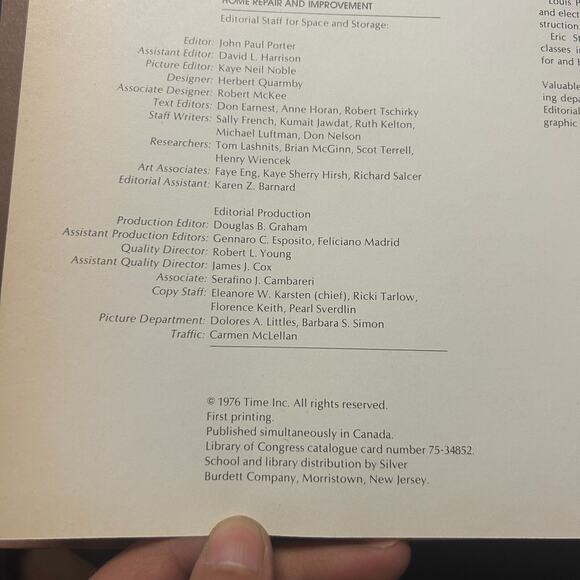 HOME REPAIR AND IMPROVEMENT
Editorial Staff for Space and Storage:
Editor: John Paul Porter
Assistant Editor: David L. Harrison
Picture Editor: Kaye Neil Noble
Designer: Herbert Quarmby
Associate Designer: Robert McKee
Text Editors: Don Earnest, Anne Horan, Robert Tschirky
Staff Writers: Sally French, Kumait Jawdat, Ruth Kelton,
Michael Luftman, Don Nelson
Researchers: Tom Lashnits, Brian McGinn, Scot Terrell,
Henry Wiencek
Art Associates: Faye Eng, Kaye Sherry Hirsh, Richard Salcer
Editorial Assistant: Karen Z. Barnard
Editorial Production
Production Editor: Douglas B. Graham
Assistant Production Editors: Gennaro C. Esposito, Feliciano Madrid
Quality Director: Robert L. Young
Assistant Quality Director: James J. Cox
Associate: Serafino J. Cambareri
Copy Staff: Eleanore W. Karsten (chief), Ricki Tarlow,
Florence Keith, Pearl Sverdlin
Picture Department: Dolores A. Littles, Barbara S. Simon
Traffic: Carmen McLellan
© 1976 Time Inc. All rights reserved.
First printing.
Published simultaneously in Canada.
Library of Congress catalogue card number 75-34852.
School and library distribution by Silver
Burdett Company, Morristown, New Jersey.
Louis P
and elect
struction
Eric St
classes i
for and b
Valuable
ing depa
Editorial
graphic